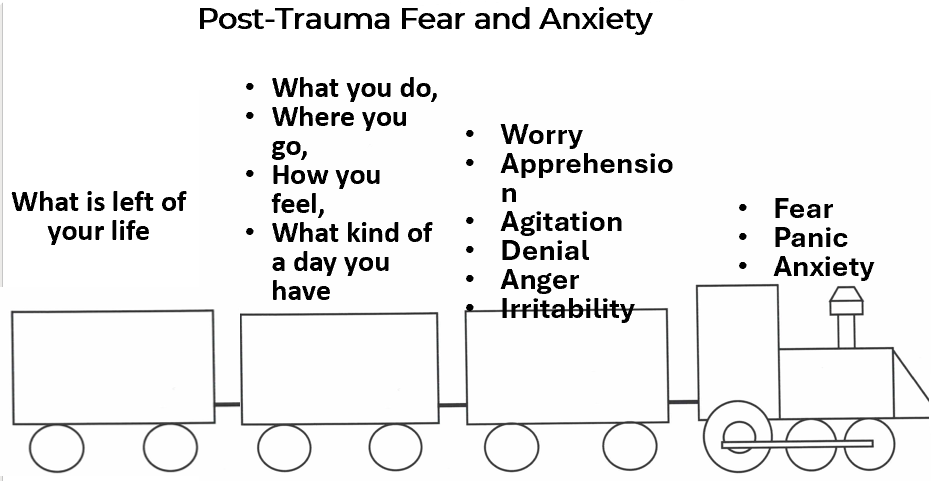 Post-Trauma Fear and Anxiety
What is left of
your life
• What you do,
• Where you
go,
• How you
feel,
• What kind of
a day you
have
• Worry
• Apprehensio
n
• Agitation
• Denial
• Anger
• Irritability
• Fear
• Panic
• Anxiety